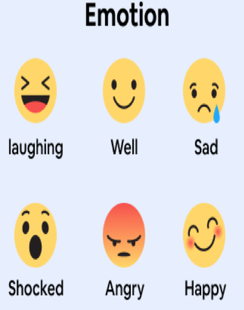 Emotion
laughing Well Sad
Shocked Angry Happy